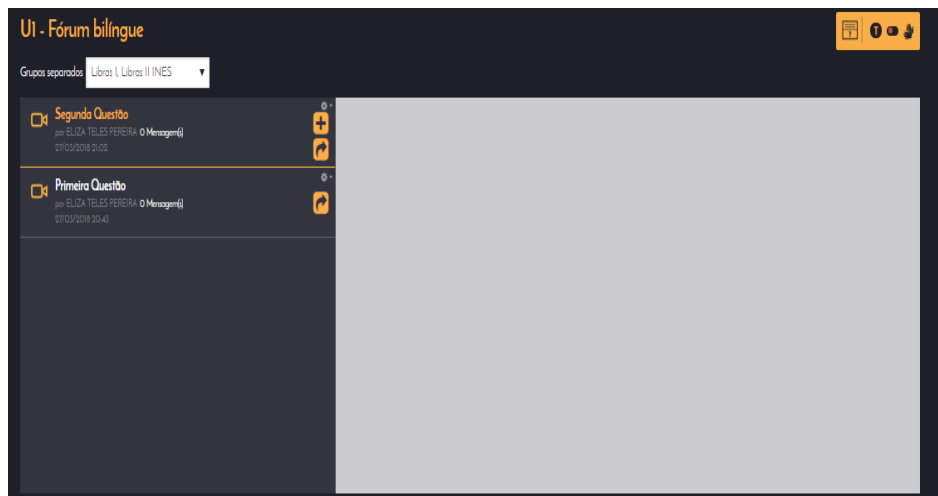 U1 - Fórum bilíngue
Grupos separados Libras I, Libras II INES
Segunda Questão
por ELIZA TELES PEREIRA 0 Mensagem(s)
27/03/2018 21:02
Primeira Questão
por ELIZA TELES PEREIRA 0 Mensagem(s)
27/03/2018 20:43